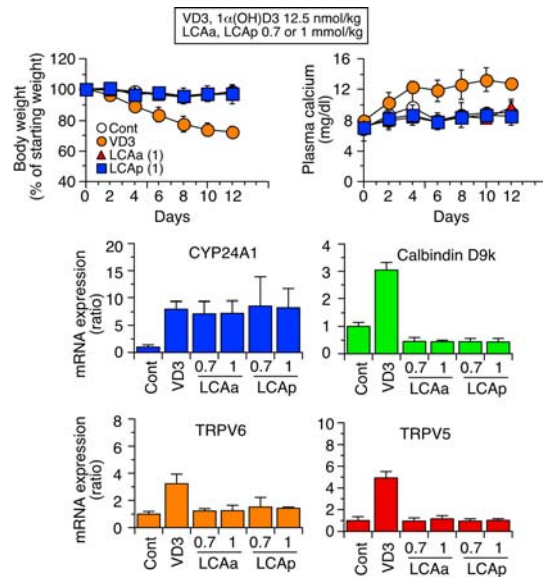 VD3, 1α(OH)D3 12.5 nmol/kg
LCAa, LCAp 0.7 or 1 mmol/kg
Body weight
(% of starting weight)
120
100
80
60
40
Cont
VD3
LCAa (1)
LCAp (1)
0 2 4 6 8 10 12
Days
Plasma calcium
(mg/dl)
16
12
8
4
0
0 2 4 6 8 10 12
Days
mRNA expression
(ratio)
CYP24A1
20
15
10
5
0
Cont VD3 0.7 1 0.7 1
LCAa LCAp
Calbindin D9k
4
3
2
1
0
Cont VD3 0.7 1 0.7 1
LCAa LCAp
mRNA expression
(ratio)
TRPV6
6
4
2
0
Cont VD3 0.7 1 0.7 1
LCAa LCAp
TRPV5
8
6
4
2
0
Cont VD3 0.7 1 0.7 1
LCAa LCAp